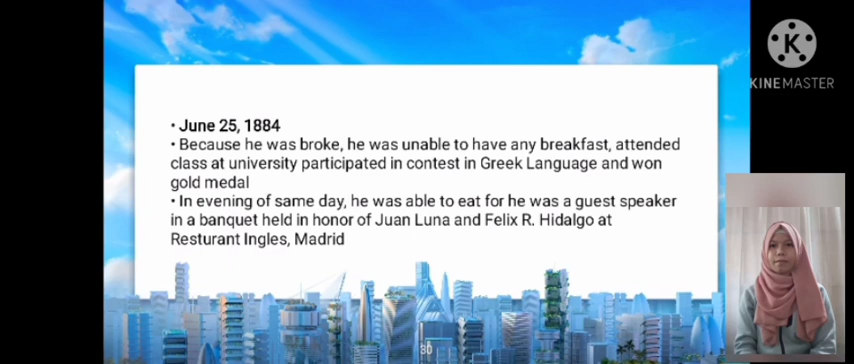 • June 25, 1884
• Because he was broke, he was unable to have any breakfast, attended
class at university participated in contest in Greek Language and won
gold medal
• In evening of same day, he was able to eat for he was a guest speaker
in a banquet held in honor of Juan Luna and Felix R. Hidalgo at
Resturant Ingles, Madrid
30
K
KINEMASTER